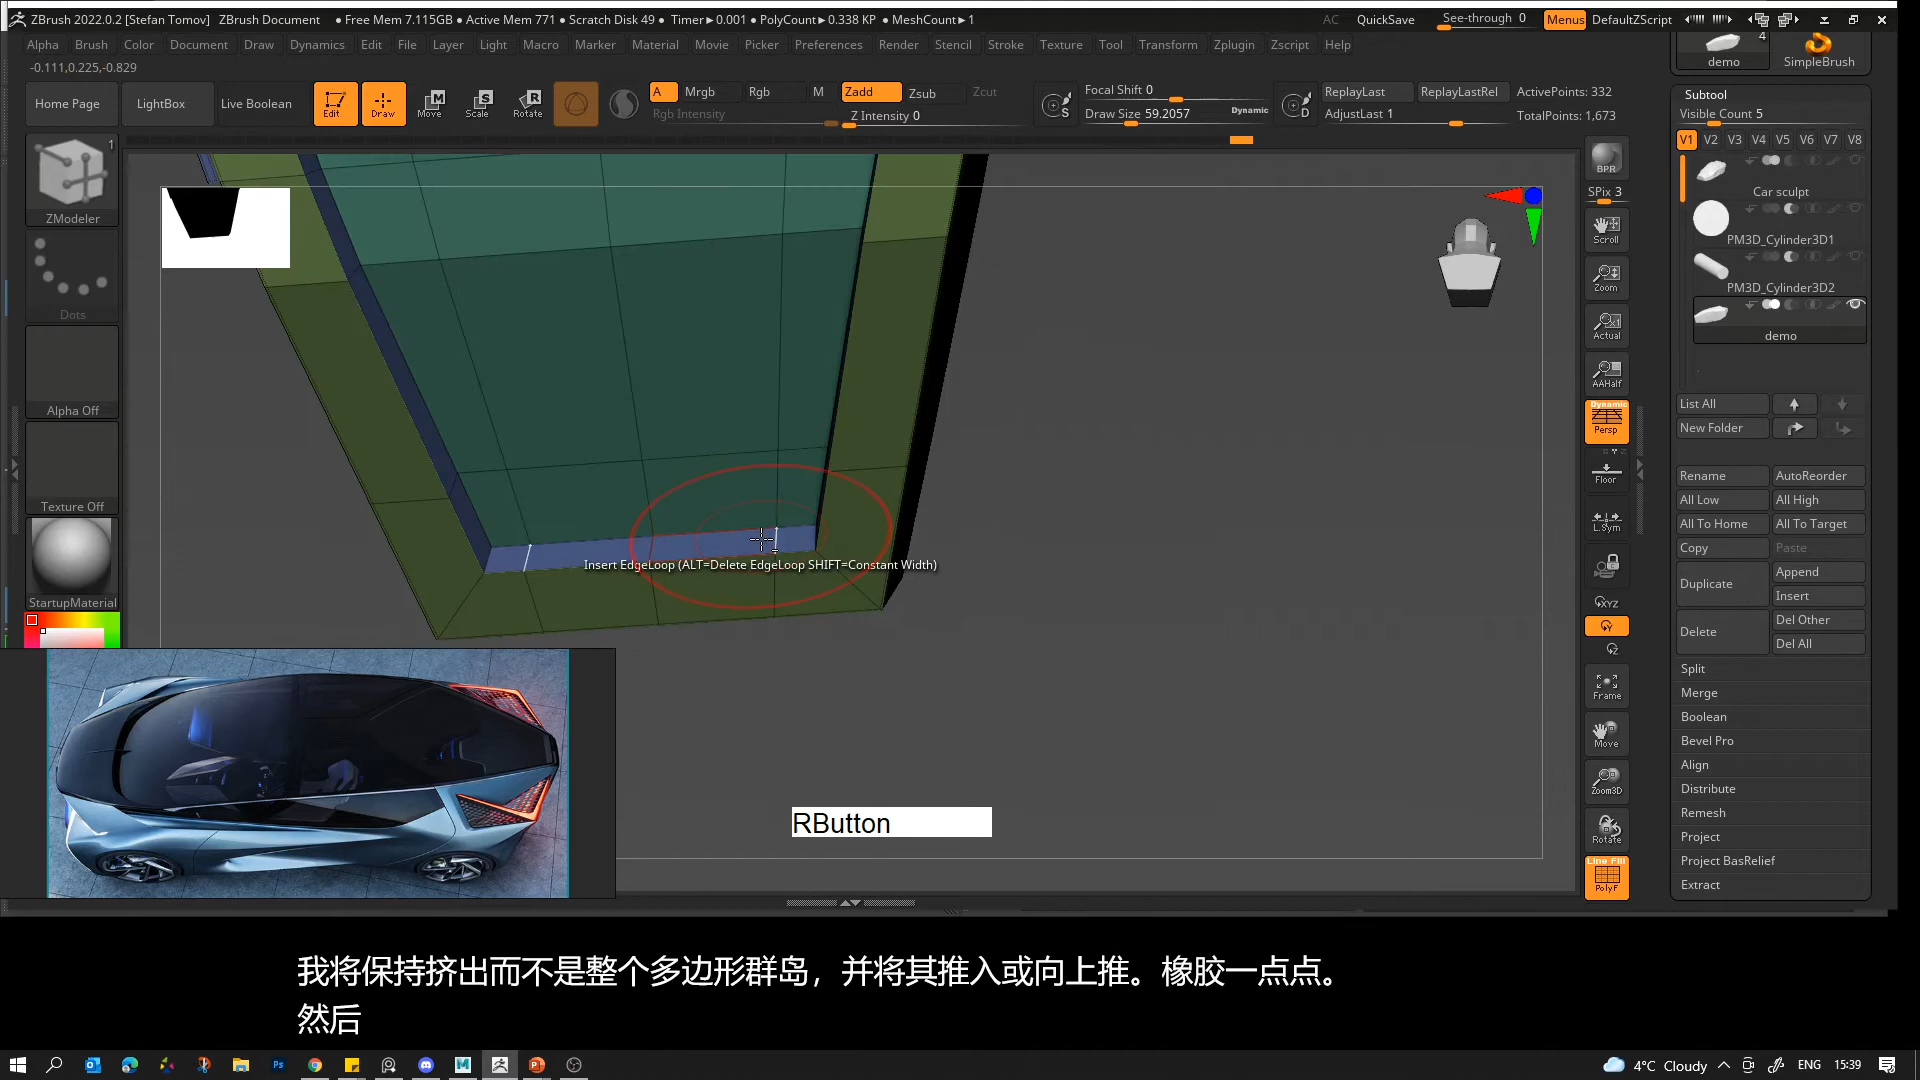 ZBrush 2022.0.2 [Stefan Tomov] ZBrush Document ● Free Mem 7.115GB ● Active Mem 771 ● Scratch Disk 49 ● Timer▸0.001 ● PolyCount▸0.338 KP ● MeshCount▸1 AC QuickSave See-through 0 Menus DefaultZScript
Alpha Brush Color Document Draw Dynamics Edit File Layer Light Macro Marker Material Movie Picker Preferences Render Stencil Stroke Texture Tool Transform Zplugin Zscript Help
-0.111,0.225,-0.829
Home Page LightBox Live Boolean Edit Draw Move Scale Rotate A Mrgb Rgb M Zadd Zsub Zcut
Rgb Intensity Z Intensity 0
Focal Shift 0
Draw Size 59.2057 Dynamic
ReplayLast ReplayLastRel ActivePoints: 332
AdjustLast 1 TotalPoints: 1,673
4
demo SimpleBrush
Subtool
Visible Count 5
V1 V2 V3 V4 V5 V6 V7 V8
Car sculpt
PM3D_Cylinder3D1
PM3D_Cylinder3D2
demo
List All
New Folder
Rename AutoReorder
All Low All High
All To Home All To Target
Copy Paste
Duplicate Append
Insert
Delete Del Other
Del All
Split
Merge
Boolean
Bevel Pro
Align
Distribute
Remesh
Project
Project BasRelief
Extract
1
ZModeler
Dots
Alpha Off
Texture Off
StartupMaterial
BPR
SPix 3
Scroll
Zoom
Actual
AAHalf
Dynamic
Persp
Floor
L.Sym
XYZ
Y
Z
Frame
Move
Zoom3D
Rotate
Line Fill
PolyF
Insert EdgeLoop (ALT=Delete EdgeLoop SHIFT=Constant Width)
RButton
我将保持挤出而不是整个多边形群岛，并将其推入或向上推。橡胶一点点。
然后
4°C Cloudy ENG 15:39